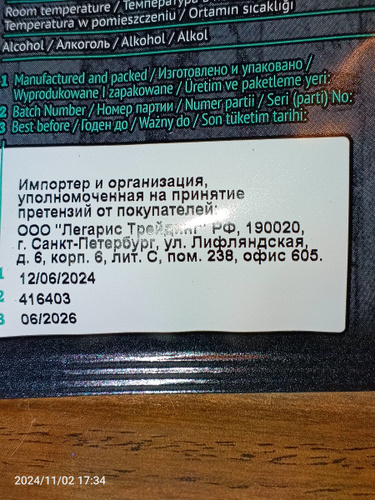 Room temperature / Температура
Temperatura w pomieszczeniu / Ortamın sıcaklığı
Alcohol / Алкоголь / Alkohol / Alkol
1 Manufactured and packed / Изготовлено и упаковано /
Wyprodukowane I zapakowane / Üretim ve paketleme yeri:
2 Batch Number / Номер партии / Numer partii / Seri (parti) No:
3 Best before / Годен до / Ważny do / Son tüketim tarihi:
Импортер и организация,
уполномоченная на принятие
претензий от покупателей:
ООО "Легарис Трейдинг" РФ, 190020,
г. Санкт-Петербург, ул. Лифляндская,
д. 6, корп. 6, лит. С, пом. 238, офис 605.
1 12/06/2024
2 416403
3 06/2026
2024/11/02 17:34